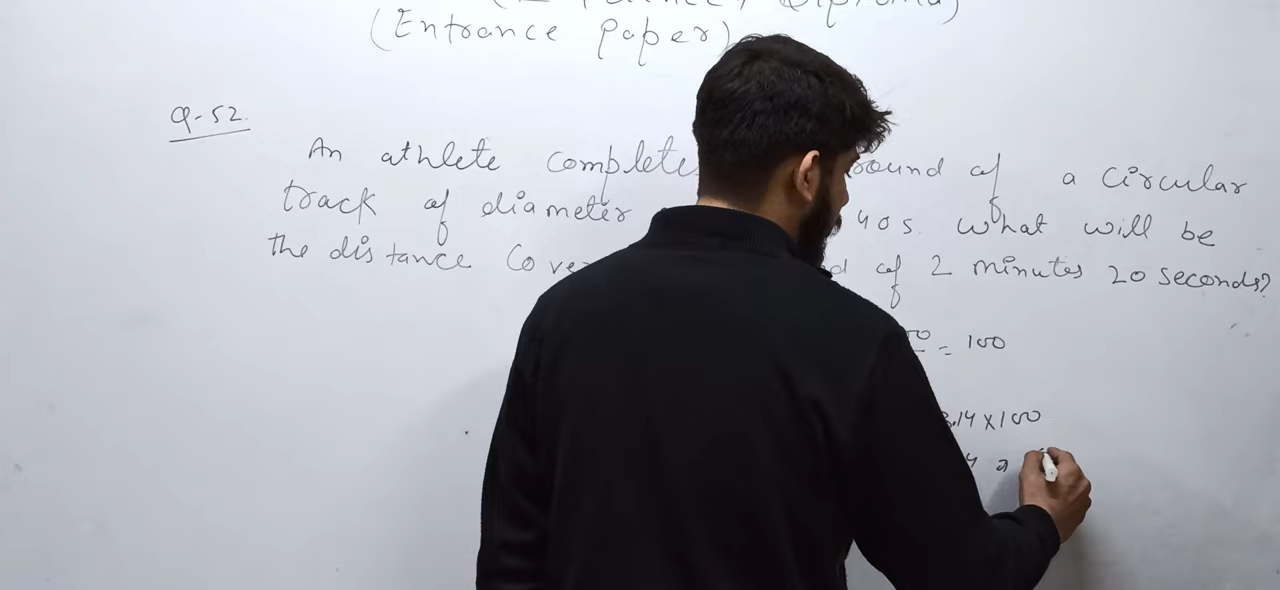 Diploma)
(Entrance Paper)
Q-52.
An athlete complete round of a circular
track of diameter 40s. What will be
the distance Cove of 2 minutes 20 seconds?
= 100
3.14 x 100